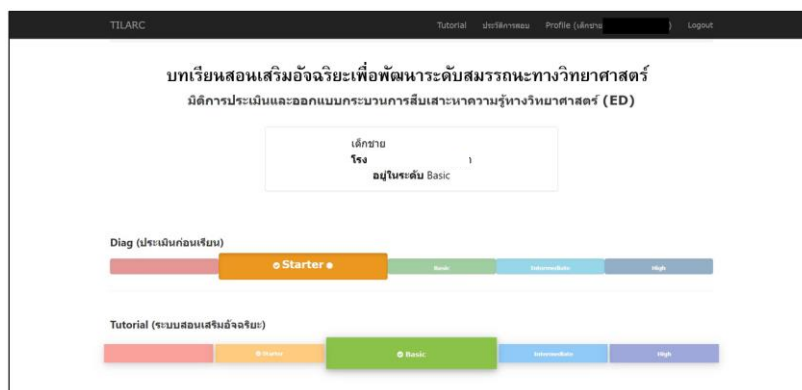 TILARC Tutorial ประวัติการสอบ Profile (เด็กชาย ) Logout
บทเรียนสอนเสริมอัจฉริยะเพื่อพัฒนาระดับสมรรถนะทางวิทยาศาสตร์
มิติการประเมินและออกแบบกระบวนการสืบเสาะหาความรู้ทางวิทยาศาสตร์ (ED)
เด็กชาย
โรง
อยู่ในระดับ Basic
Diag (ประเมินก่อนเรียน)
Starter Basic Intermediate High
Tutorial (ระบบสอนเสริมอัจฉริยะ)
Starter Basic Intermediate High